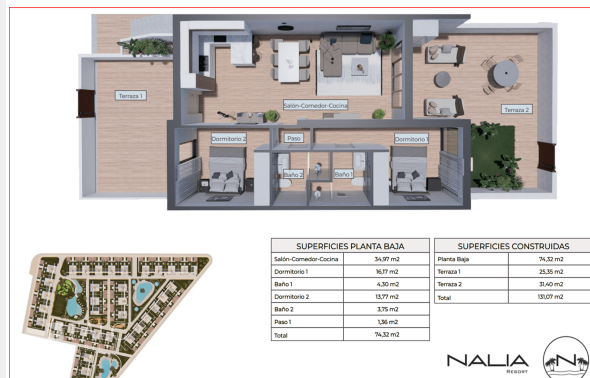 Terraza 1
Salón-Comedor-Cocina
Terraza 2
Dormitorio 2
Paso
Dormitorio 1
Baño 2
Baño 1
SUPERFICIES PLANTA BAJA
Salón-Comedor-Cocina 34,97 m2
Dormitorio 1 16,17 m2
Baño 1 4,30 m2
Dormitorio 2 13,77 m2
Baño 2 3,75 m2
Paso 1 1,36 m2
Total 74,32 m2
SUPERFICIES CONSTRUIDAS
Planta Baja 74,32 m2
Terraza 1 25,35 m2
Terraza 2 31,40 m2
Total 131,07 m2
NALIA
RESORT
N